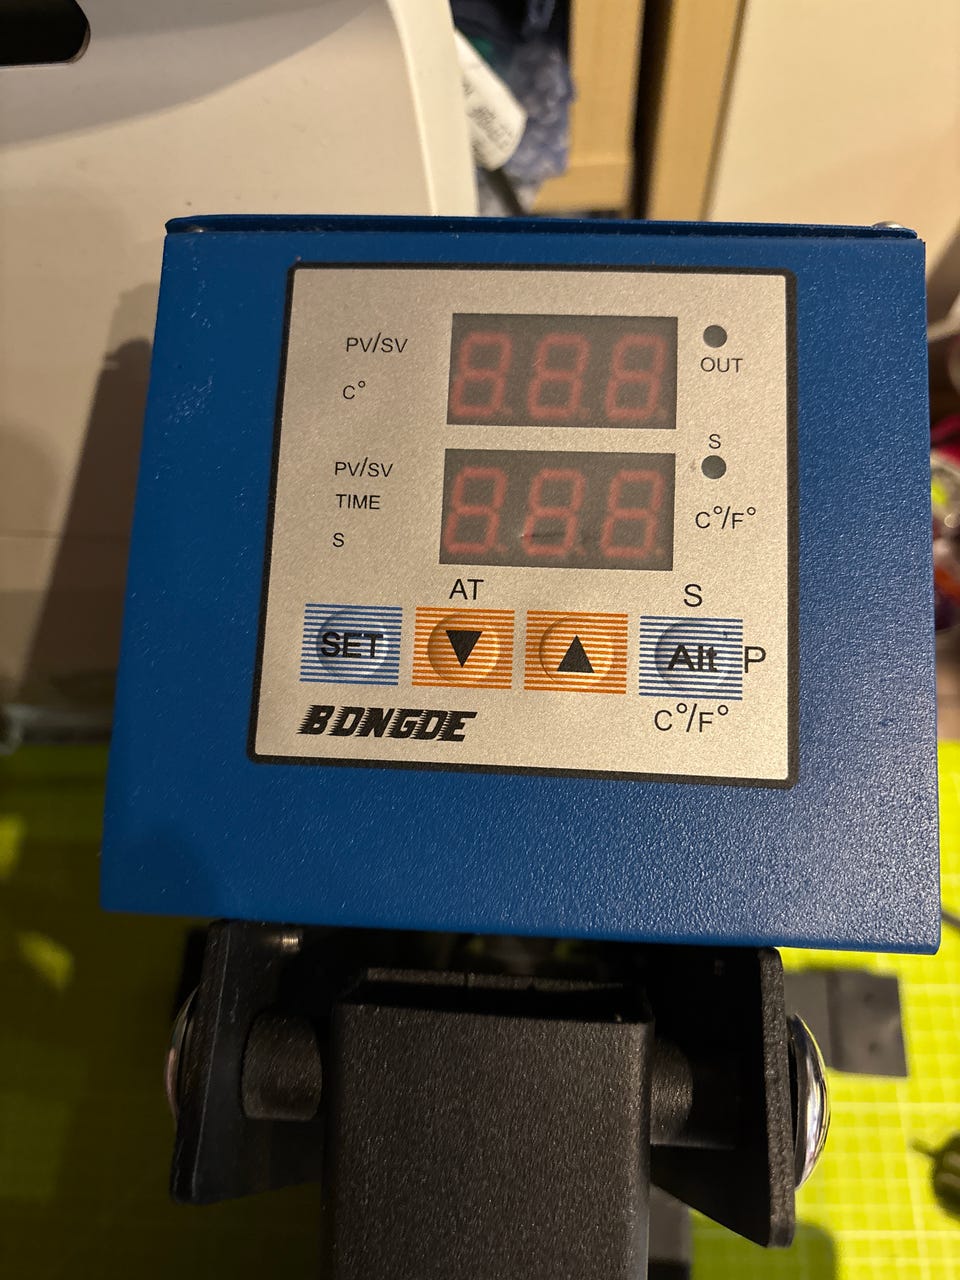 PV/SV
C°
OUT
PV/SV
TIME
S
S
C°/F°
AT
S
SET
Alt P
C°/F°
BONGDE